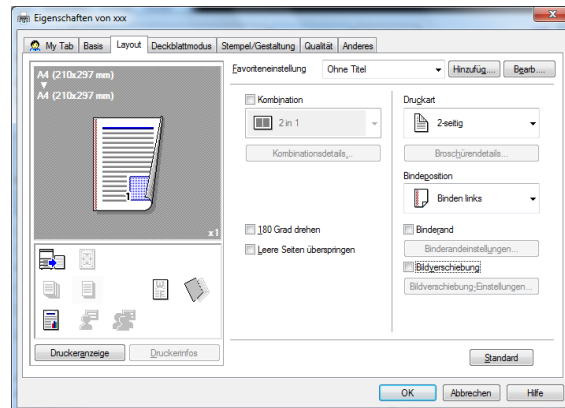 Eigenschaften von xxx
My Tab Basis Layout Deckblattmodus Stempel/Gestaltung Qualität Anderes
A4 (210x297 mm)
A4 (210x297 mm)
1
x1
Druckeranzeige Druckerinfos
Favoriteneinstellung Ohne Titel Hinzufüg.... Bearb....
Kombination
2 in 1
Kombinationsdetails...
180 Grad drehen
Leere Seiten überspringen
Druckart
2-seitig
Broschürendetails...
Bindeposition
Binden links
Binderand
Binderandeinstellungen...
Bildverschiebung
Bildverschiebung-Einstellungen...
Standard
OK Abbrechen Hilfe